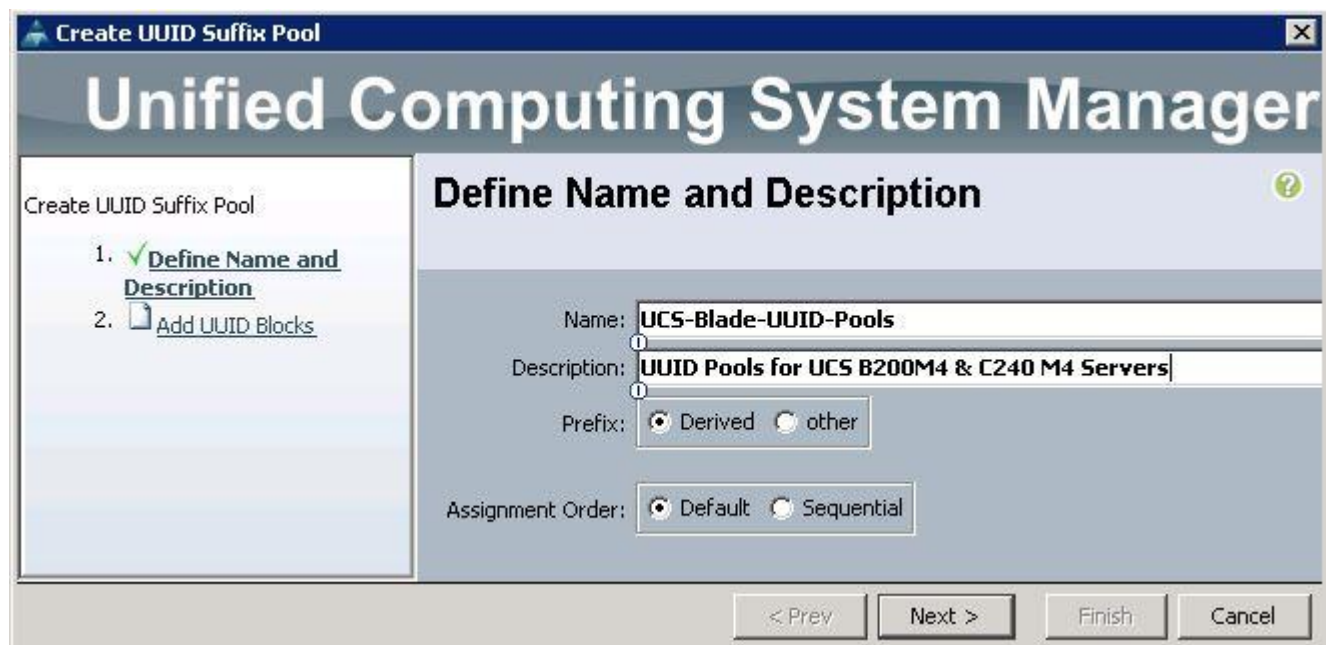 Create UUID Suffix Pool
Unified Computing System Manager
Create UUID Suffix Pool
1. Define Name and
Description
2. Add UUID Blocks
Define Name and Description
Name: UCS-Blade-UUID-Pools
Description: UUID Pools for UCS B200M4 & C240 M4 Servers
Prefix: Derived other
Assignment Order: Default Sequential
< Prev Next > Finish Cancel